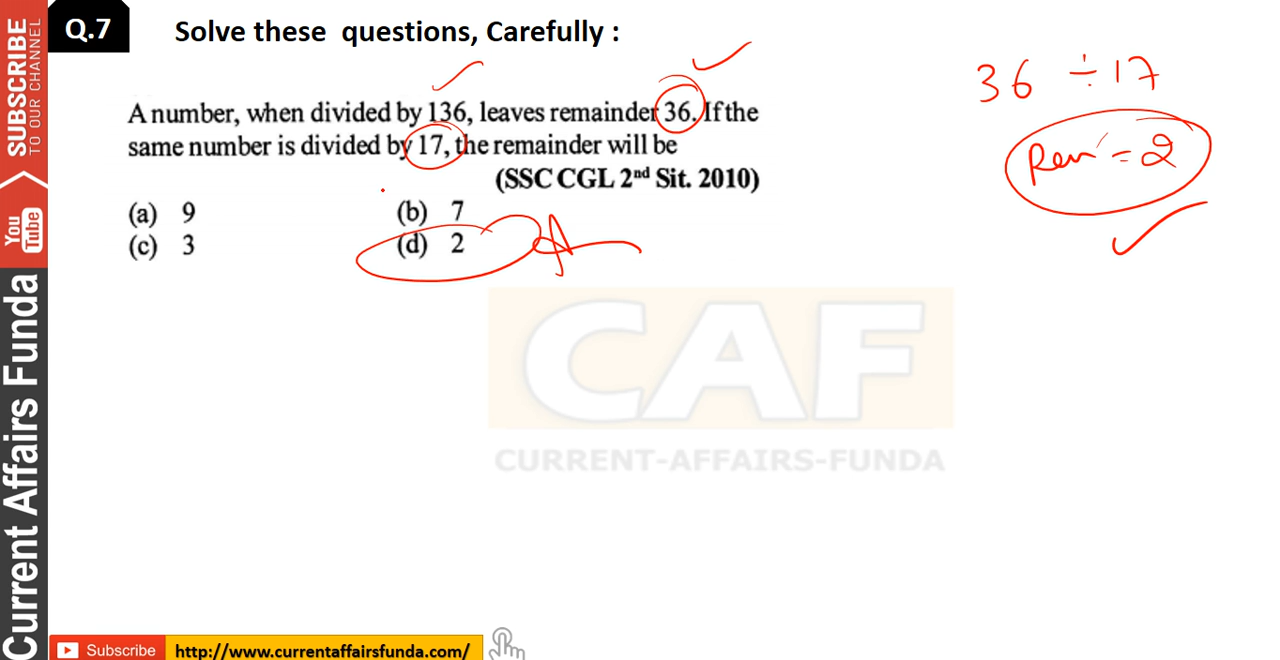 Q.7
Solve these questions, Carefully :
36 ÷ 17
Rem = 2
A number, when divided by 136, leaves remainder 36. If the
same number is divided by 17, the remainder will be
(SSC CGL 2nd Sit. 2010)
(a) 9 (b) 7
(c) 3 (d) 2
CAF
CURRENT-AFFAIRS-FUNDA
SUBSCRIBE
TO OUR CHANNEL
You Tube
Current Affairs Funda
Subscribe http://www.currentaffairsfunda.com/